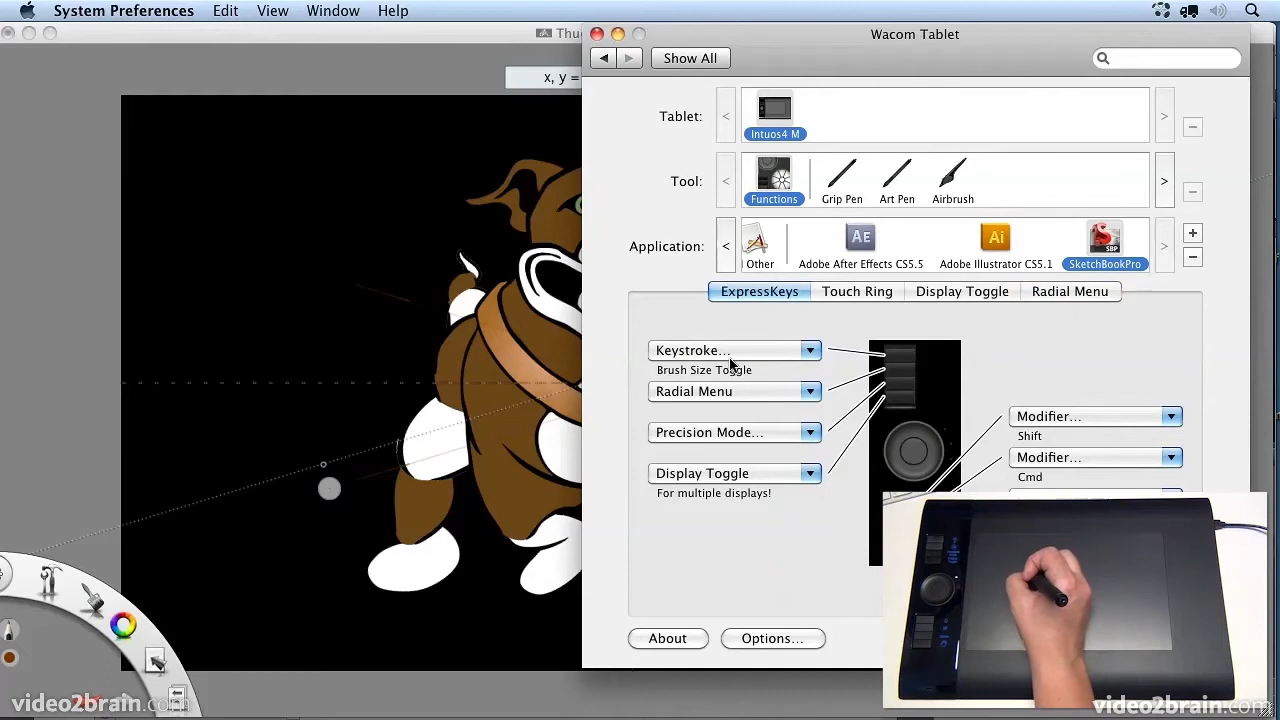 System Preferences Edit View Window Help
Thu
Wacom Tablet
Show All
x, y =
Tablet:
Intuos4 M
Tool:
Functions
Grip Pen
Art Pen
Airbrush
Application:
Other
AE
Adobe After Effects CS5.5
Ai
Adobe Illustrator CS5.1
SBP
SketchBookPro
ExpressKeys
Touch Ring
Display Toggle
Radial Menu
Keystroke...
Brush Size Toggle
Radial Menu
Precision Mode...
Display Toggle
For multiple displays!
Modifier...
Shift
Modifier...
Cmd
About
Options...
video2brain.com
video2brain.com